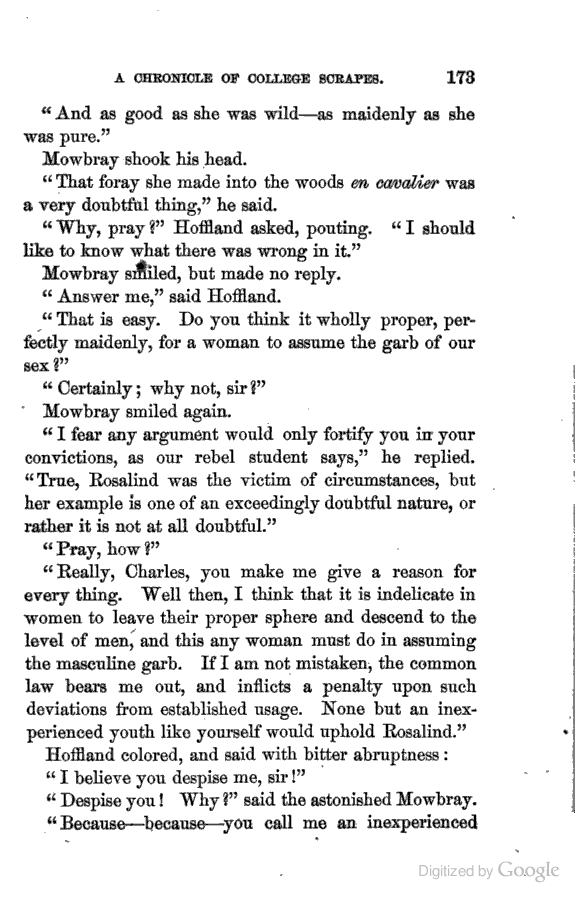 A CHRONICLE OF COLLEGE SCRAPES. 173
“And as good as she was wild—as maidenly as she
was pure.”
Mowbray shook his head.
“That foray she made into the woods en cavalier was
a very doubtful thing,” he said.
“Why, pray?” Hoffland asked, pouting. “I should
like to know what there was wrong in it.”
Mowbray smiled, but made no reply.
“Answer me,” said Hoffland.
“That is easy. Do you think it wholly proper, per-
fectly maidenly, for a woman to assume the garb of our
sex?”
“Certainly; why not, sir?”
Mowbray smiled again.
“I fear any argument would only fortify you in your
convictions, as our rebel student says,” he replied.
“True, Rosalind was the victim of circumstances, but
her example is one of an exceedingly doubtful nature, or
rather it is not at all doubtful.”
“Pray, how?”
“Really, Charles, you make me give a reason for
every thing. Well then, I think that it is indelicate in
women to leave their proper sphere and descend to the
level of men, and this any woman must do in assuming
the masculine garb. If I am not mistaken, the common
law bears me out, and inflicts a penalty upon such
deviations from established usage. None but an inex-
perienced youth like yourself would uphold Rosalind.”
Hoffland colored, and said with bitter abruptness:
“I believe you despise me, sir!”
“Despise you! Why?” said the astonished Mowbray.
“Because—because—you call me an inexperienced
Digitized by Google